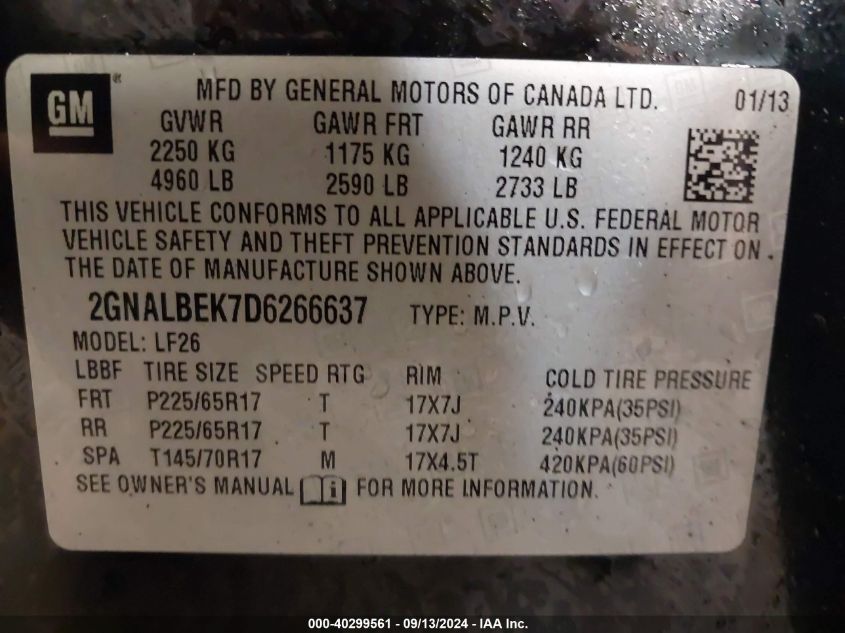 GM ® MFD BY GENERAL MOTORS OF CANADA LTD. 01/13
GVWR GAWR FRT GAWR RR
2250 KG 1175 KG 1240 KG
4960 LB 2590 LB 2733 LB
THIS VEHICLE CONFORMS TO ALL APPLICABLE U.S. FEDERAL MOTOR
VEHICLE SAFETY AND THEFT PREVENTION STANDARDS IN EFFECT ON
THE DATE OF MANUFACTURE SHOWN ABOVE.
2GNALBEK7D6266637 TYPE: M.P.V.
MODEL: LF26
LBBF TIRE SIZE SPEED RTG RIM COLD TIRE PRESSURE
FRT P225/65R17 T 17X7J 240KPA(35PSI)
RR P225/65R17 T 17X7J 240KPA(35PSI)
SPA T145/70R17 M 17X4.5T 420KPA(60PSI)
SEE OWNER'S MANUAL i FOR MORE INFORMATION.
000-40299561 - 09/13/2024 - IAA Inc.